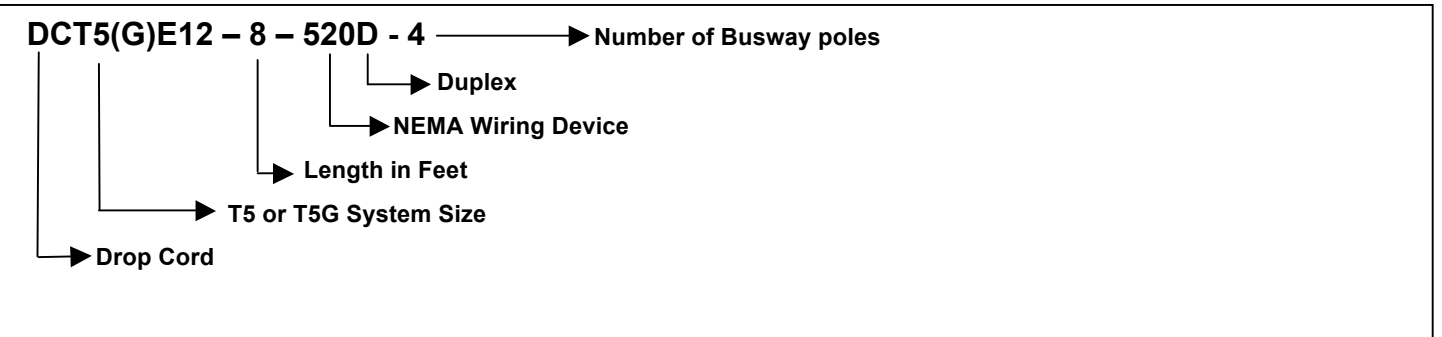 DCT5(G)E12 – 8 – 520D - 4 Number of Busway poles
Duplex
NEMA Wiring Device
Length in Feet
T5 or T5G System Size
Drop Cord